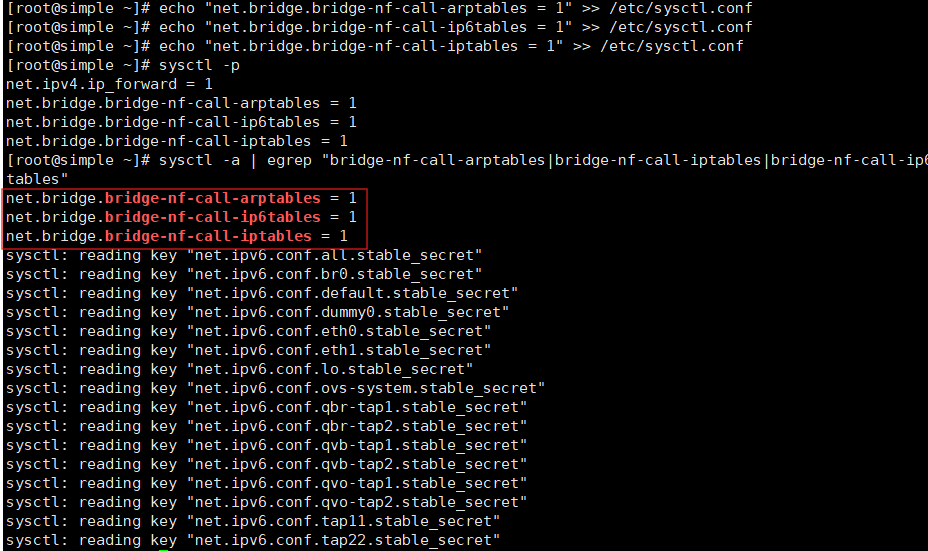 [root@simple ~]# echo "net.bridge.bridge-nf-call-arptables = 1" >> /etc/sysctl.conf
[root@simple ~]# echo "net.bridge.bridge-nf-call-ip6tables = 1" >> /etc/sysctl.conf
[root@simple ~]# echo "net.bridge.bridge-nf-call-iptables = 1" >> /etc/sysctl.conf
[root@simple ~]# sysctl -p
net.ipv4.ip_forward = 1
net.bridge.bridge-nf-call-arptables = 1
net.bridge.bridge-nf-call-ip6tables = 1
net.bridge.bridge-nf-call-iptables = 1
[root@simple ~]# sysctl -a | egrep "bridge-nf-call-arptables|bridge-nf-call-iptables|bridge-nf-call-ip6
tables"
net.bridge.bridge-nf-call-arptables = 1
net.bridge.bridge-nf-call-ip6tables = 1
net.bridge.bridge-nf-call-iptables = 1
sysctl: reading key "net.ipv6.conf.all.stable_secret"
sysctl: reading key "net.ipv6.conf.br0.stable_secret"
sysctl: reading key "net.ipv6.conf.default.stable_secret"
sysctl: reading key "net.ipv6.conf.dummy0.stable_secret"
sysctl: reading key "net.ipv6.conf.eth0.stable_secret"
sysctl: reading key "net.ipv6.conf.eth1.stable_secret"
sysctl: reading key "net.ipv6.conf.lo.stable_secret"
sysctl: reading key "net.ipv6.conf.ovs-system.stable_secret"
sysctl: reading key "net.ipv6.conf.qbr-tap1.stable_secret"
sysctl: reading key "net.ipv6.conf.qbr-tap2.stable_secret"
sysctl: reading key "net.ipv6.conf.qvb-tap1.stable_secret"
sysctl: reading key "net.ipv6.conf.qvb-tap2.stable_secret"
sysctl: reading key "net.ipv6.conf.qvo-tap1.stable_secret"
sysctl: reading key "net.ipv6.conf.qvo-tap2.stable_secret"
sysctl: reading key "net.ipv6.conf.tap11.stable_secret"
sysctl: reading key "net.ipv6.conf.tap22.stable_secret"